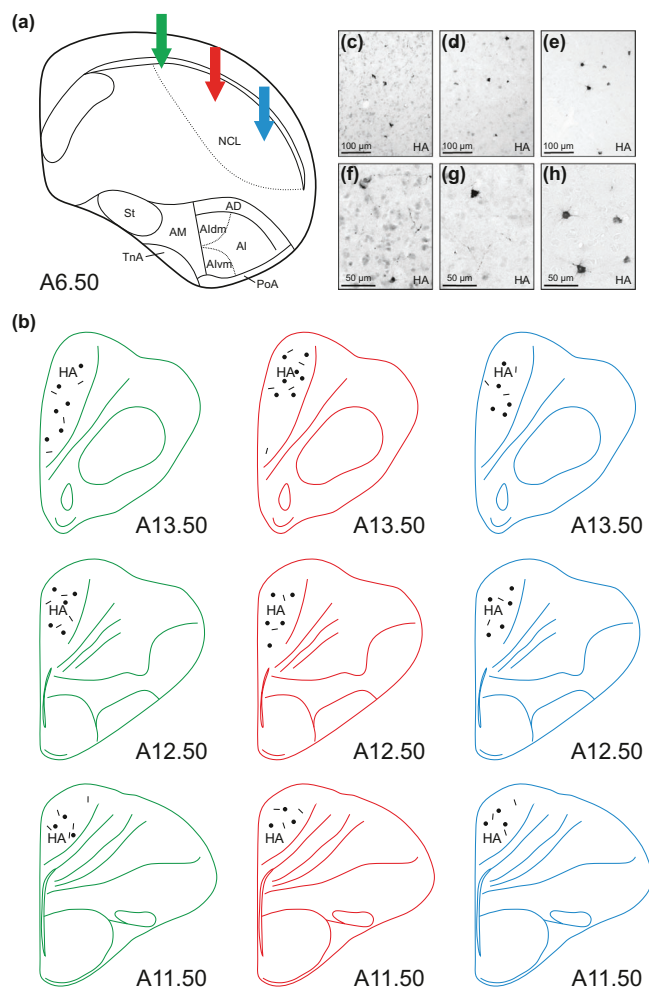 (a)
NCL
St
AM
AD
AIdm
AI
AIvm
TnA
PoA
A6.50
(c)
100 µm
HA
(d)
100 µm
HA
(e)
100 µm
HA
(f)
50 µm
HA
(g)
50 µm
HA
(h)
50 µm
HA
(b)
HA
HA
HA
A13.50
A13.50
A13.50
HA
HA
HA
A12.50
A12.50
A12.50
HA
HA
HA
A11.50
A11.50
A11.50